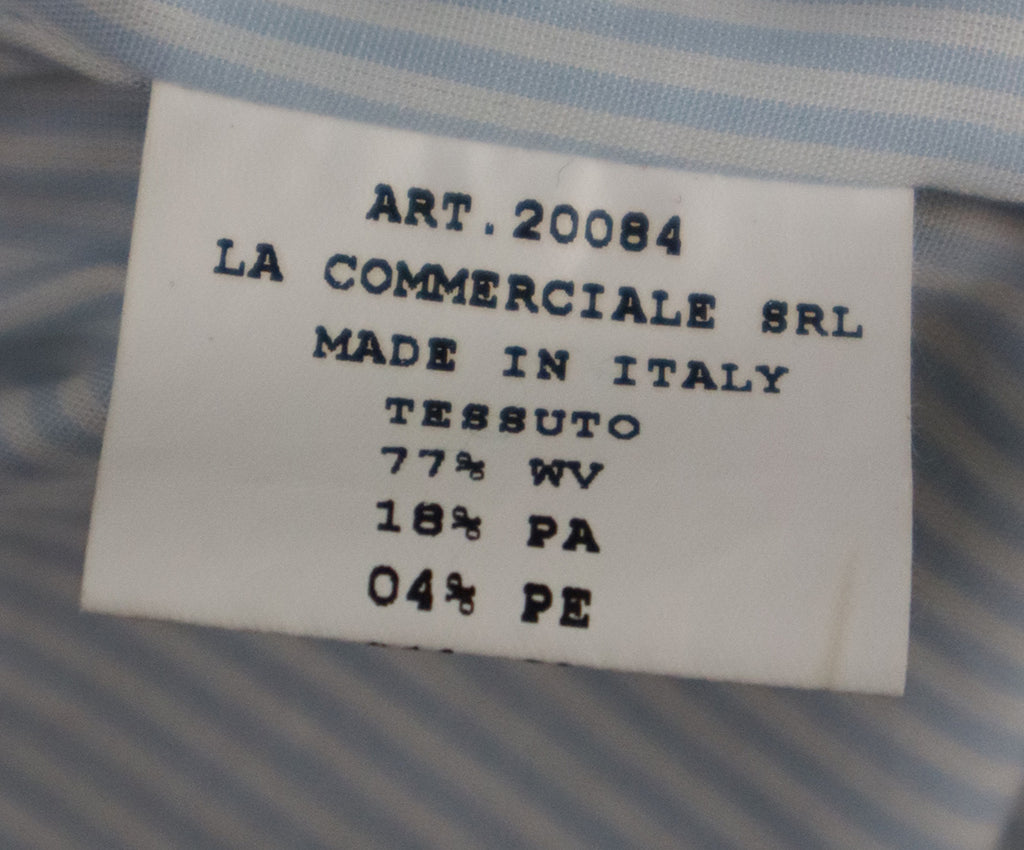 ART.20084
LA COMMERCIALE SRL
MADE IN ITALY
TESSUTO
77% WV
18% PA
04% PE